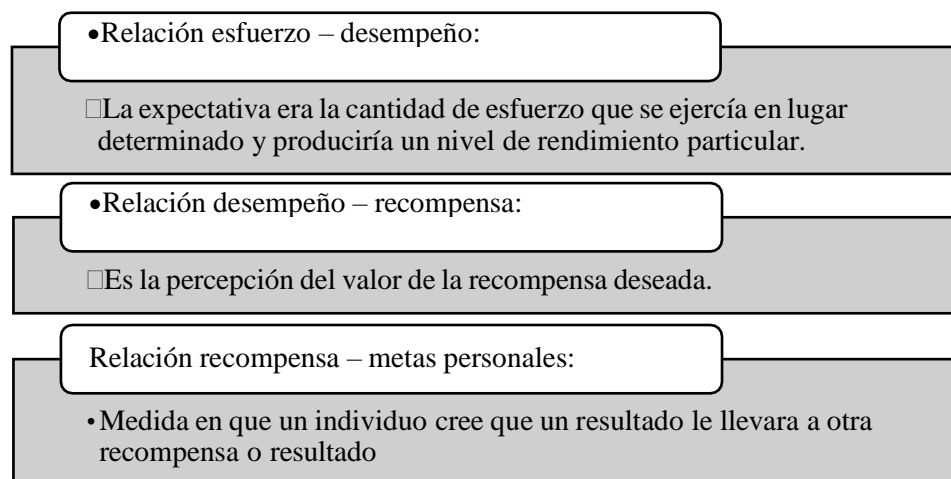 •Relación esfuerzo – desempeño:
□La expectativa era la cantidad de esfuerzo que se ejercía en lugar
determinado y produciría un nivel de rendimiento particular.
•Relación desempeño – recompensa:
□Es la percepción del valor de la recompensa deseada.
Relación recompensa – metas personales:
• Medida en que un individuo cree que un resultado le llevara a otra
recompensa o resultado